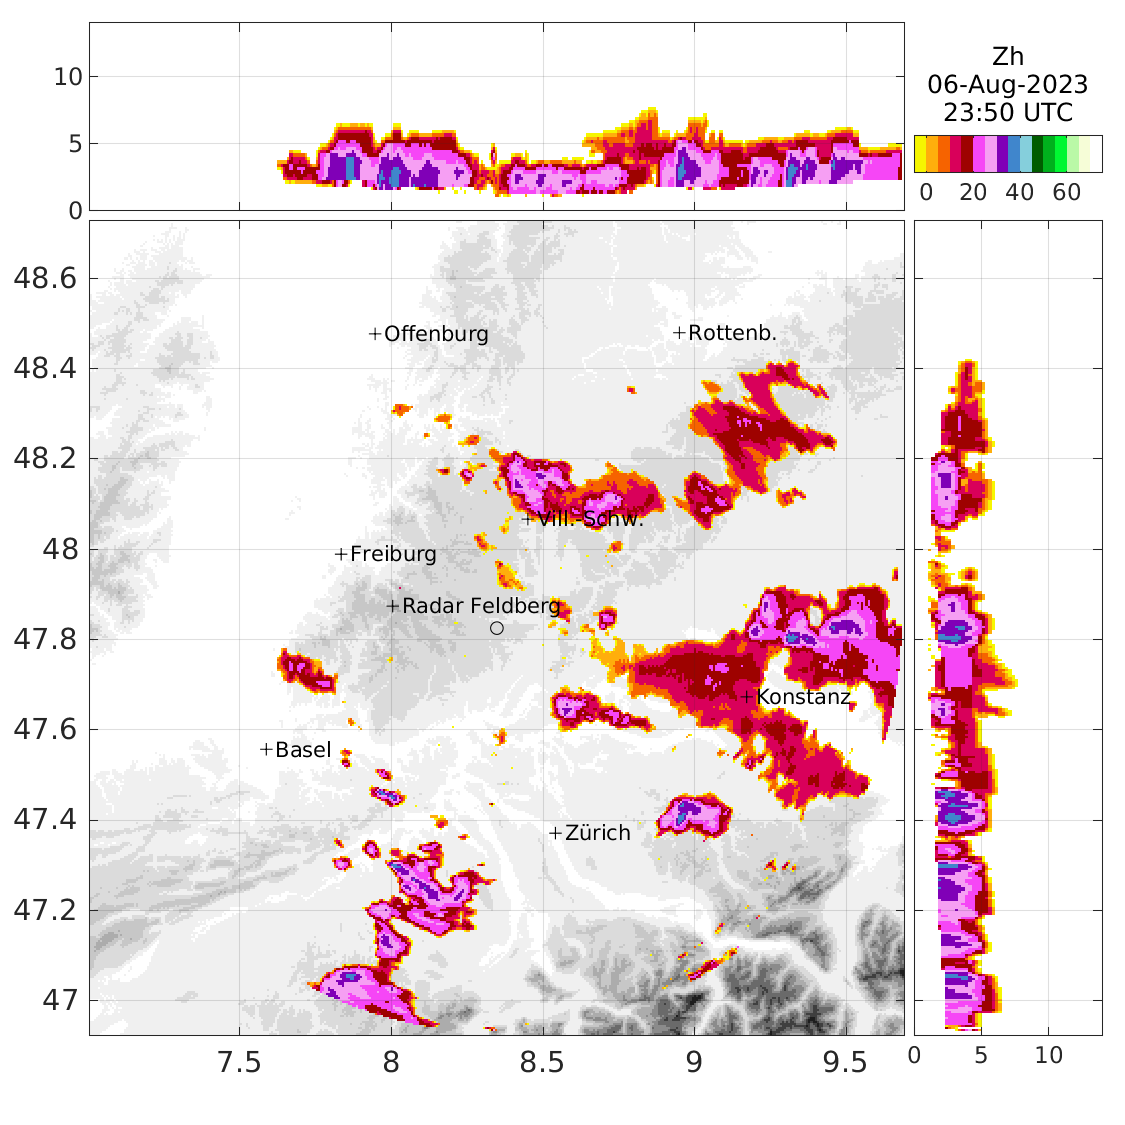 10
5
0
Zh
06-Aug-2023
23:50 UTC
0 20 40 60
48.6
48.4
48.2
48
47.8
47.6
47.4
47.2
47
+Offenburg
+Rottenb.
+Vill.-Schw.
+Freiburg
+Radar Feldberg
+Konstanz
+Basel
+Zürich
7.5 8 8.5 9 9.5
0 5 10